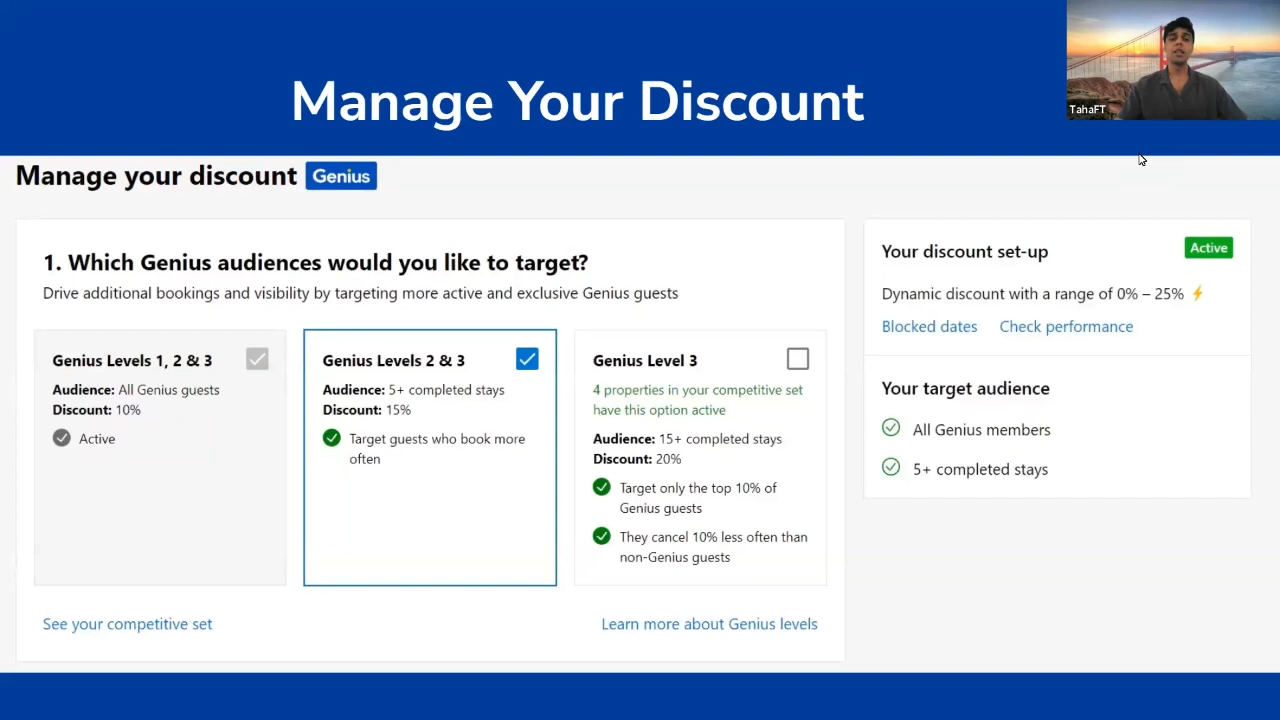 Manage Your Discount
TahaFT
Manage your discount Genius
1. Which Genius audiences would you like to target?
Drive additional bookings and visibility by targeting more active and exclusive Genius guests
Genius Levels 1, 2 & 3
Audience: All Genius guests
Discount: 10%
Active
Genius Levels 2 & 3
Audience: 5+ completed stays
Discount: 15%
Target guests who book more
often
Genius Level 3
4 properties in your competitive set
have this option active
Audience: 15+ completed stays
Discount: 20%
Target only the top 10% of
Genius guests
They cancel 10% less often than
non-Genius guests
See your competitive set
Learn more about Genius levels
Your discount set-up
Active
Dynamic discount with a range of 0% – 25%
Blocked dates
Check performance
Your target audience
All Genius members
5+ completed stays